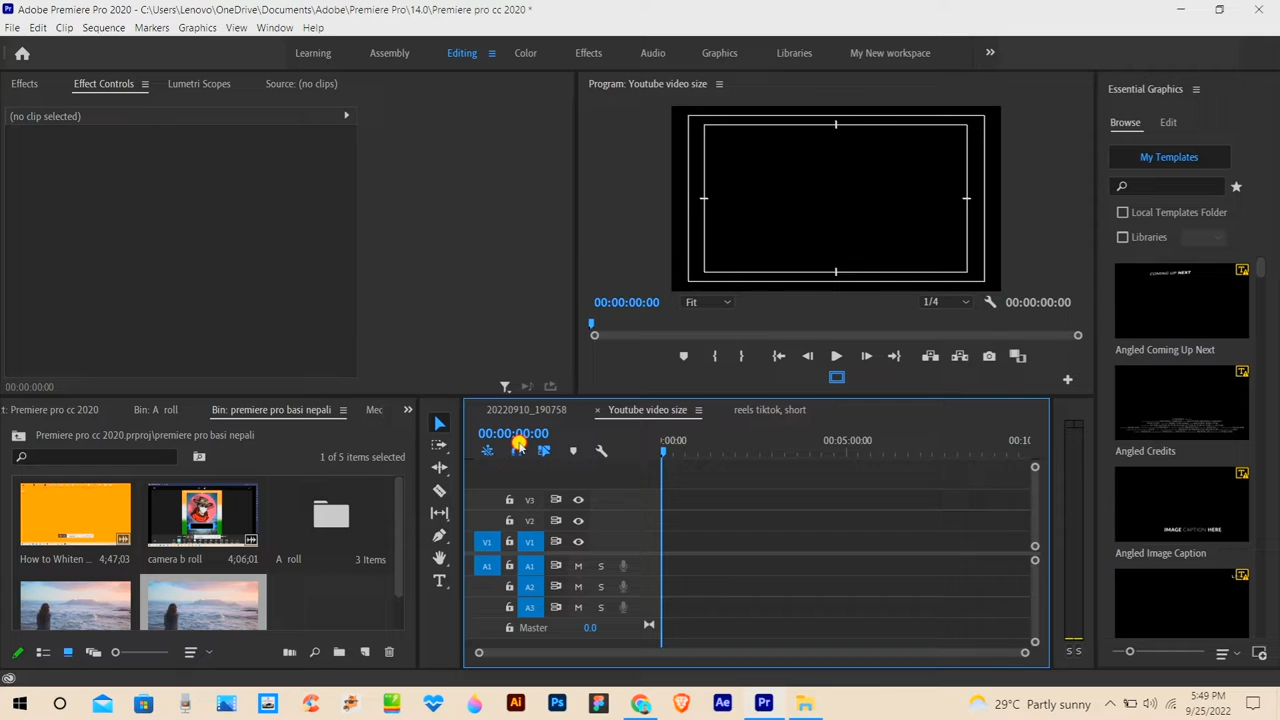 Adobe Premiere Pro 2020 - C:\Users\Lenovo\OneDrive\Documents\Adobe\Premiere Pro\14.0\Premiere pro cc 2020 *
File Edit Clip Sequence Markers Graphics View Window Help
Learning Assembly Editing Color Effects Audio Graphics Libraries My New workspace
Effects Effect Controls Lumetri Scopes Source: (no clips)
Program: Youtube video size
Essential Graphics
(no clip selected)
Browse Edit
My Templates
Local Templates Folder
Libraries
COMING UP NEXT
Angled Coming Up Next
00:00:00:00 Fit 1/4 00:00:00:00
Angled Credits
IMAGE CAPTION HERE
Angled Image Caption
00:00:00:00
t: Premiere pro cc 2020 Bin: A roll Bin: premiere pro basi nepali Mec
Premiere pro cc 2020.prproj\premiere pro basi nepali
1 of 5 items selected
How to Whiten ... 4;47;03
camera b roll 4;06;01
A roll 3 Items
20220910_190758 × Youtube video size reels tiktok, short
00:00:00:00
:00:00 00:05:00:00 00:10
V3
V2
V1 V1
A1 A1 M S
A2 M S
A3 M S
Master 0.0
S S
Ai Ps Ae Pr
29°C Partly sunny
5:49 PM
9/25/2022